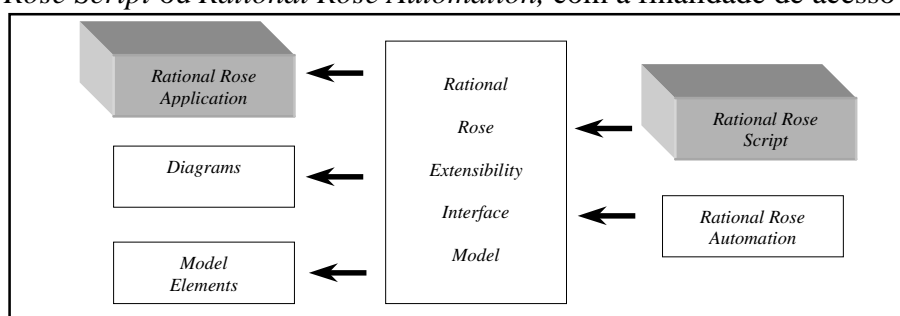 Rose Script ou Rational Rose Automation, com a finalidade de acesso
Rational Rose
Application
Diagrams
Model
Elements
Rational
Rose
Extensibility
Interface
Model
Rational Rose
Script
Rational Rose
Automation